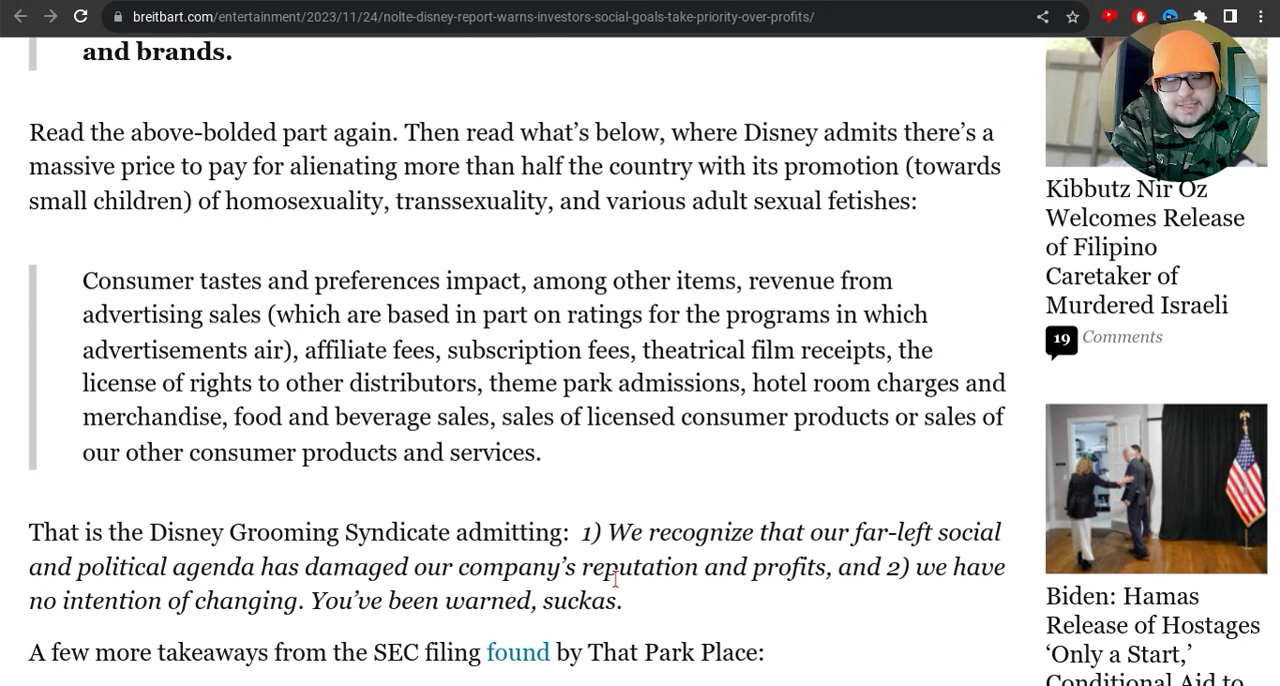 breitbart.com/entertainment/2023/11/24/nolte-disney-report-warns-investors-social-goals-take-priority-over-profits/
and brands.
Read the above-bolded part again. Then read what’s below, where Disney admits there’s a
massive price to pay for alienating more than half the country with its promotion (towards
small children) of homosexuality, transsexuality, and various adult sexual fetishes:
Consumer tastes and preferences impact, among other items, revenue from
advertising sales (which are based in part on ratings for the programs in which
advertisements air), affiliate fees, subscription fees, theatrical film receipts, the
license of rights to other distributors, theme park admissions, hotel room charges and
merchandise, food and beverage sales, sales of licensed consumer products or sales of
our other consumer products and services.
That is the Disney Grooming Syndicate admitting: 1) We recognize that our far-left social
and political agenda has damaged our company’s reputation and profits, and 2) we have
no intention of changing. You’ve been warned, suckas.
A few more takeaways from the SEC filing found by That Park Place:
Kibbutz Nir Oz
Welcomes Release
of Filipino
Caretaker of
Murdered Israeli
19 Comments
Biden: Hamas
Release of Hostages
‘Only a Start,’
Conditional Aid to